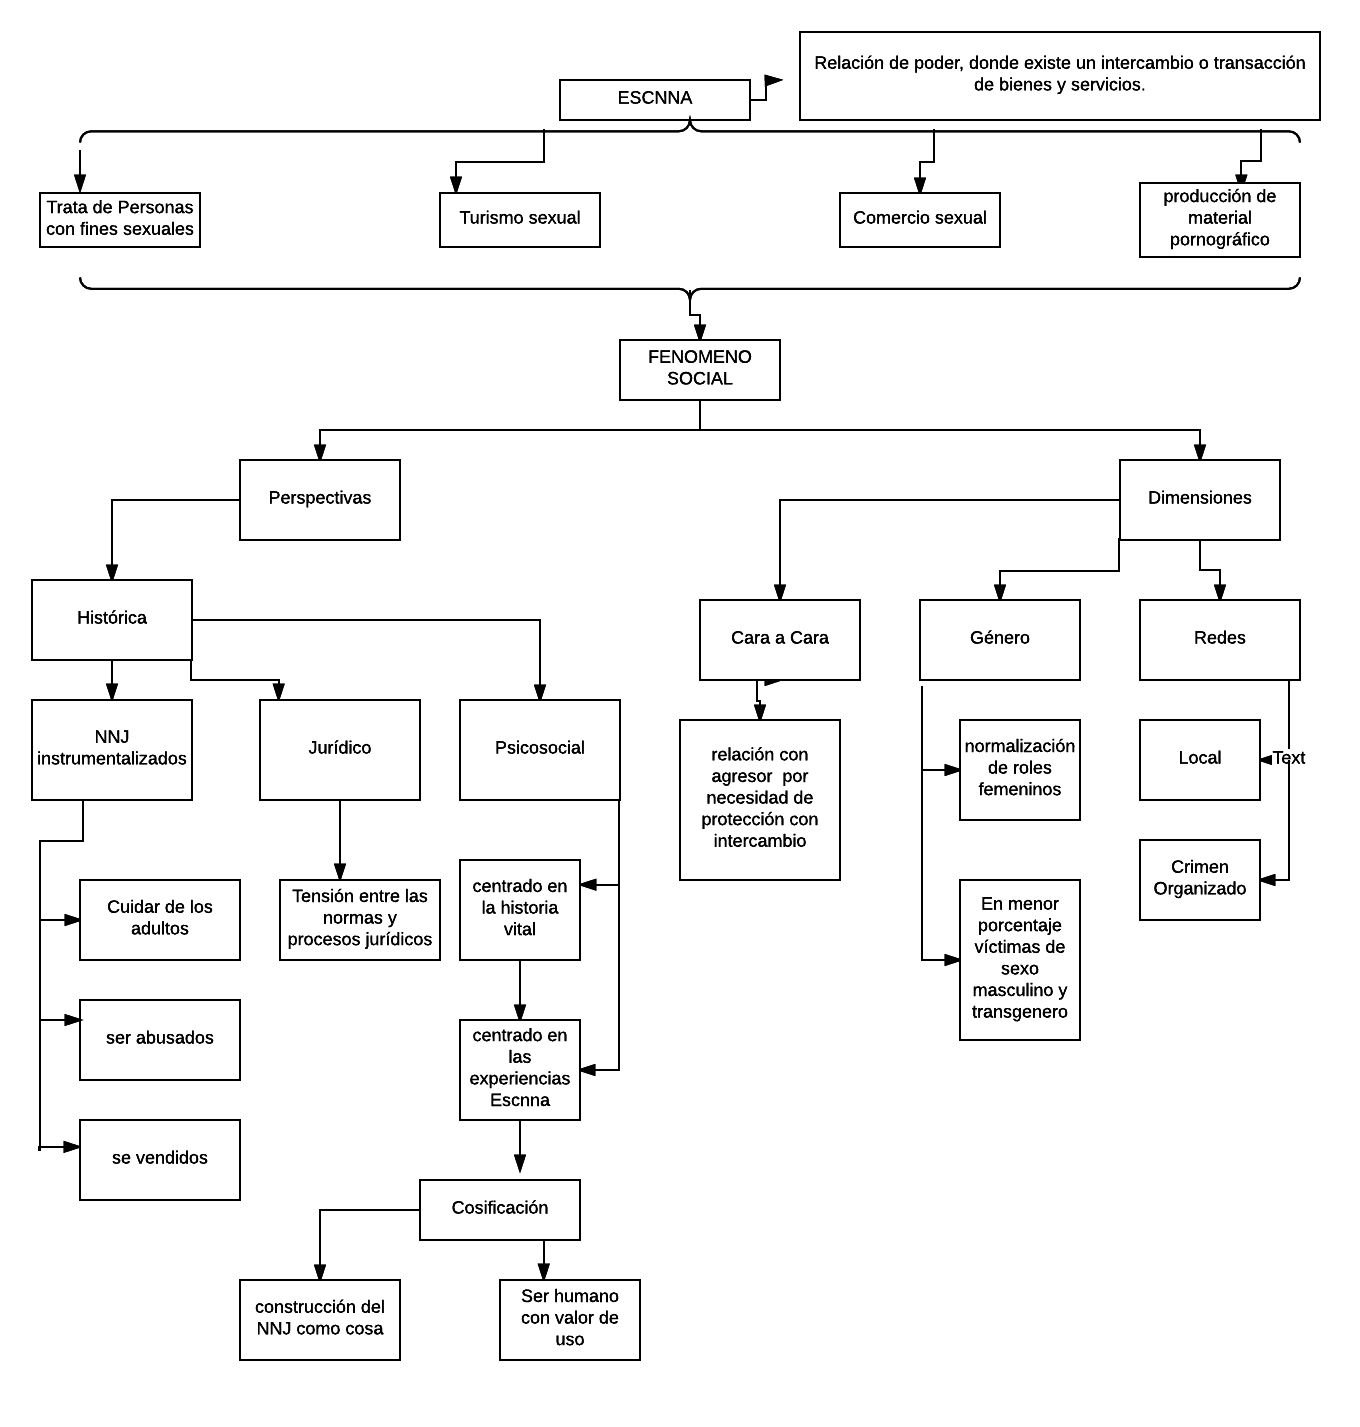 Relación de poder, donde existe un intercambio o transacción
de bienes y servicios.
ESCNNA
Trata de Personas
con fines sexuales
Turismo sexual
Comercio sexual
producción de
material
pornográfico
FENOMENO
SOCIAL
Perspectivas
Dimensiones
Histórica
Cara a Cara
Género
Redes
NNJ
instrumentalizados
Jurídico
Psicosocial
relación con
agresor  por
necesidad de
protección con
intercambio
normalización
de roles
femeninos
Local
Text
Cuidar de los
adultos
Tensión entre las
normas y
procesos jurídicos
centrado en
la historia
vital
Crimen
Organizado
En menor
porcentaje
víctimas de
sexo
masculino y
transgenero
ser abusados
centrado en
las
experiencias
Escnna
se vendidos
Cosificación
construcción del
NNJ como cosa
Ser humano
con valor de
uso